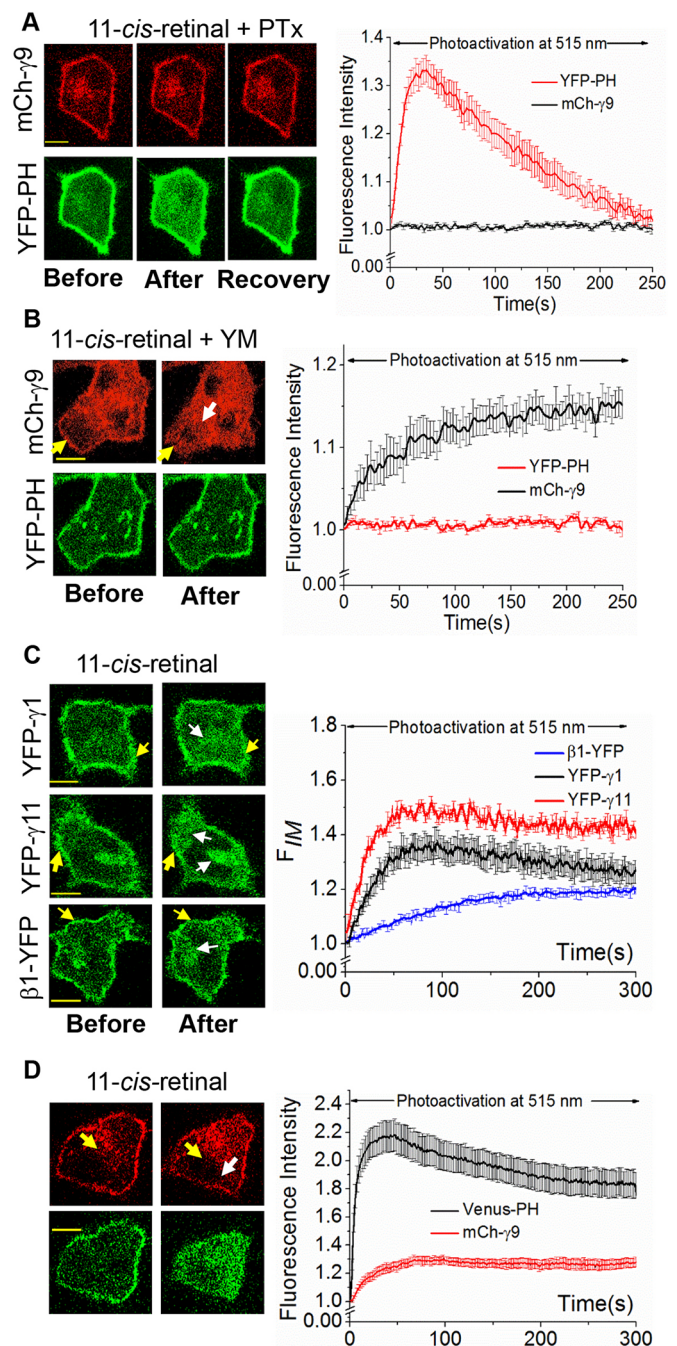 A
11-cis-retinal + PTx
mCh-γ9
YFP-PH
Before After Recovery
Fluorescence Intensity
1.4
1.3
1.2
1.1
1.0
0.00
Photoactivation at 515 nm
YFP-PH
mCh-γ9
0 50 100 150 200 250
Time(s)
B
11-cis-retinal + YM
mCh-γ9
YFP-PH
Before After
Fluorescence Intensity
1.2
1.1
1.0
0.00
Photoactivation at 515 nm
YFP-PH
mCh-γ9
0 50 100 150 200 250
Time(s)
C
11-cis-retinal
YFP-γ1
YFP-γ11
β1-YFP
Before After
FIM
1.8
1.6
1.4
1.2
1.0
0.00
Photoactivation at 515 nm
β1-YFP
YFP-γ1
YFP-γ11
Time(s)
0 100 200 300
D
11-cis-retinal
Fluorescence Intensity
2.4
2.2
2.0
1.8
1.6
1.4
1.2
1.0
0.00
Photoactivation at 515 nm
Venus-PH
mCh-γ9
Time(s)
0 100 200 300